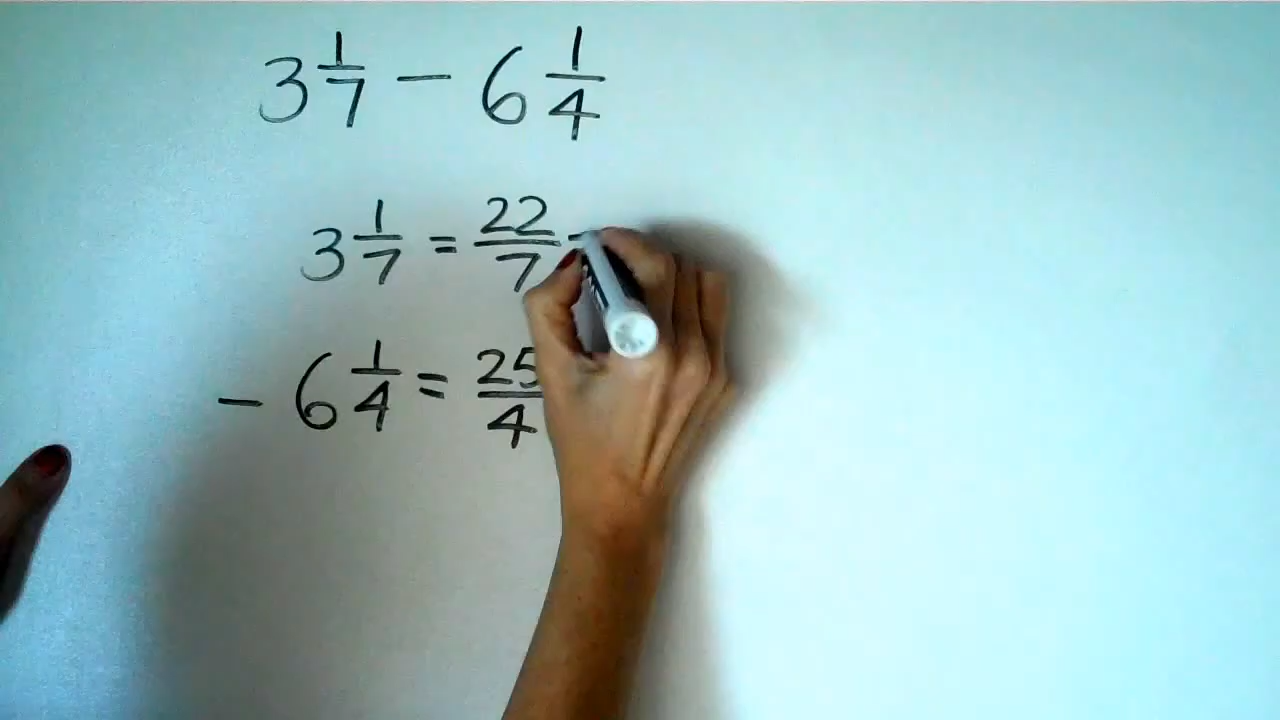 3 1/7 − 6 1/4
3 1/7 = 22/7 =
− 6 1/4 = 25/4